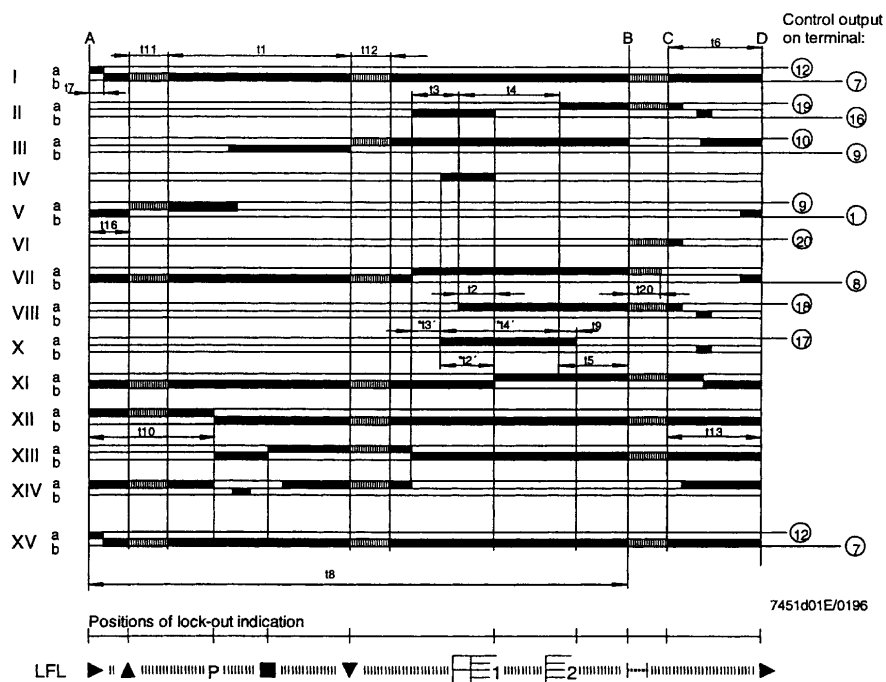 Control output
on terminal:
A B C D
t11 t1 t12 t6
I a b 12 7
t7
t3 t4
II a b 19 16
III a b 10 9
IV
V a b 9 1
t16
VI 20
VII a b 8
t2 t20
VIII a b 18
"t3´ "t4´ t9
X a b 17
"t2´ t5
XI a b
XII a b
t10 t13
XIII a b
XIV a b
XV a b 12 7
t8
7451d01E/0196
Positions of lock-out indication
LFL P 1 2